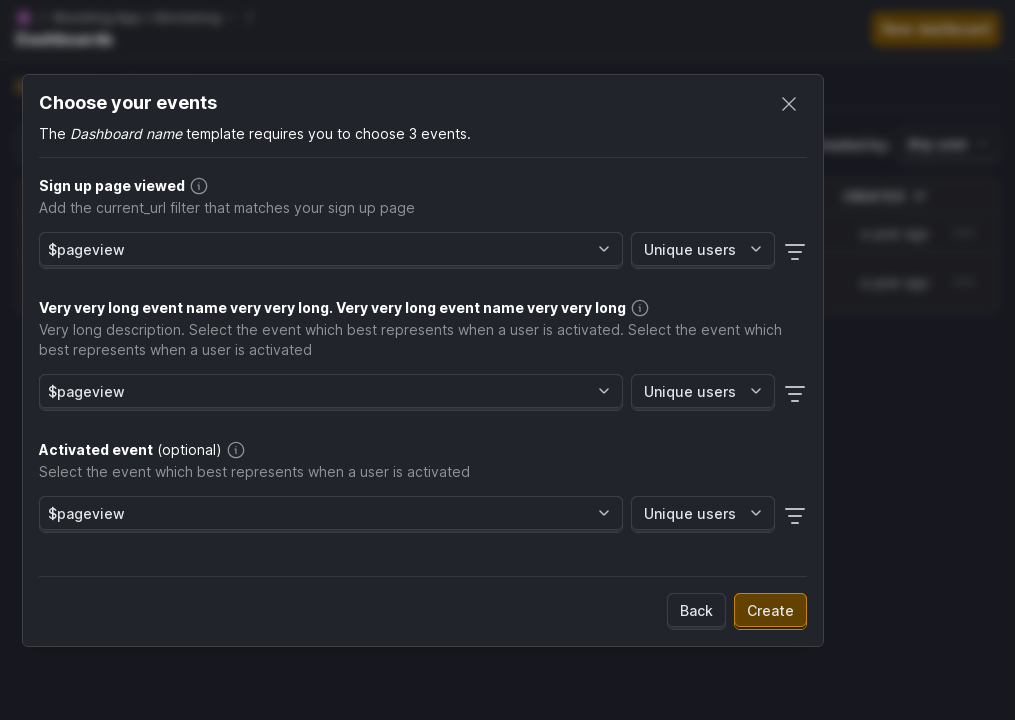 Dashboards
New dashboard
Choose your events
The Dashboard name template requires you to choose 3 events.
Sign up page viewed
Add the current_url filter that matches your sign up page
$pageview
Unique users
Very very long event name very very long. Very very long event name very very long
Very long description. Select the event which best represents when a user is activated. Select the event which
best represents when a user is activated
$pageview
Unique users
Activated event (optional)
Select the event which best represents when a user is activated
$pageview
Unique users
Back
Create